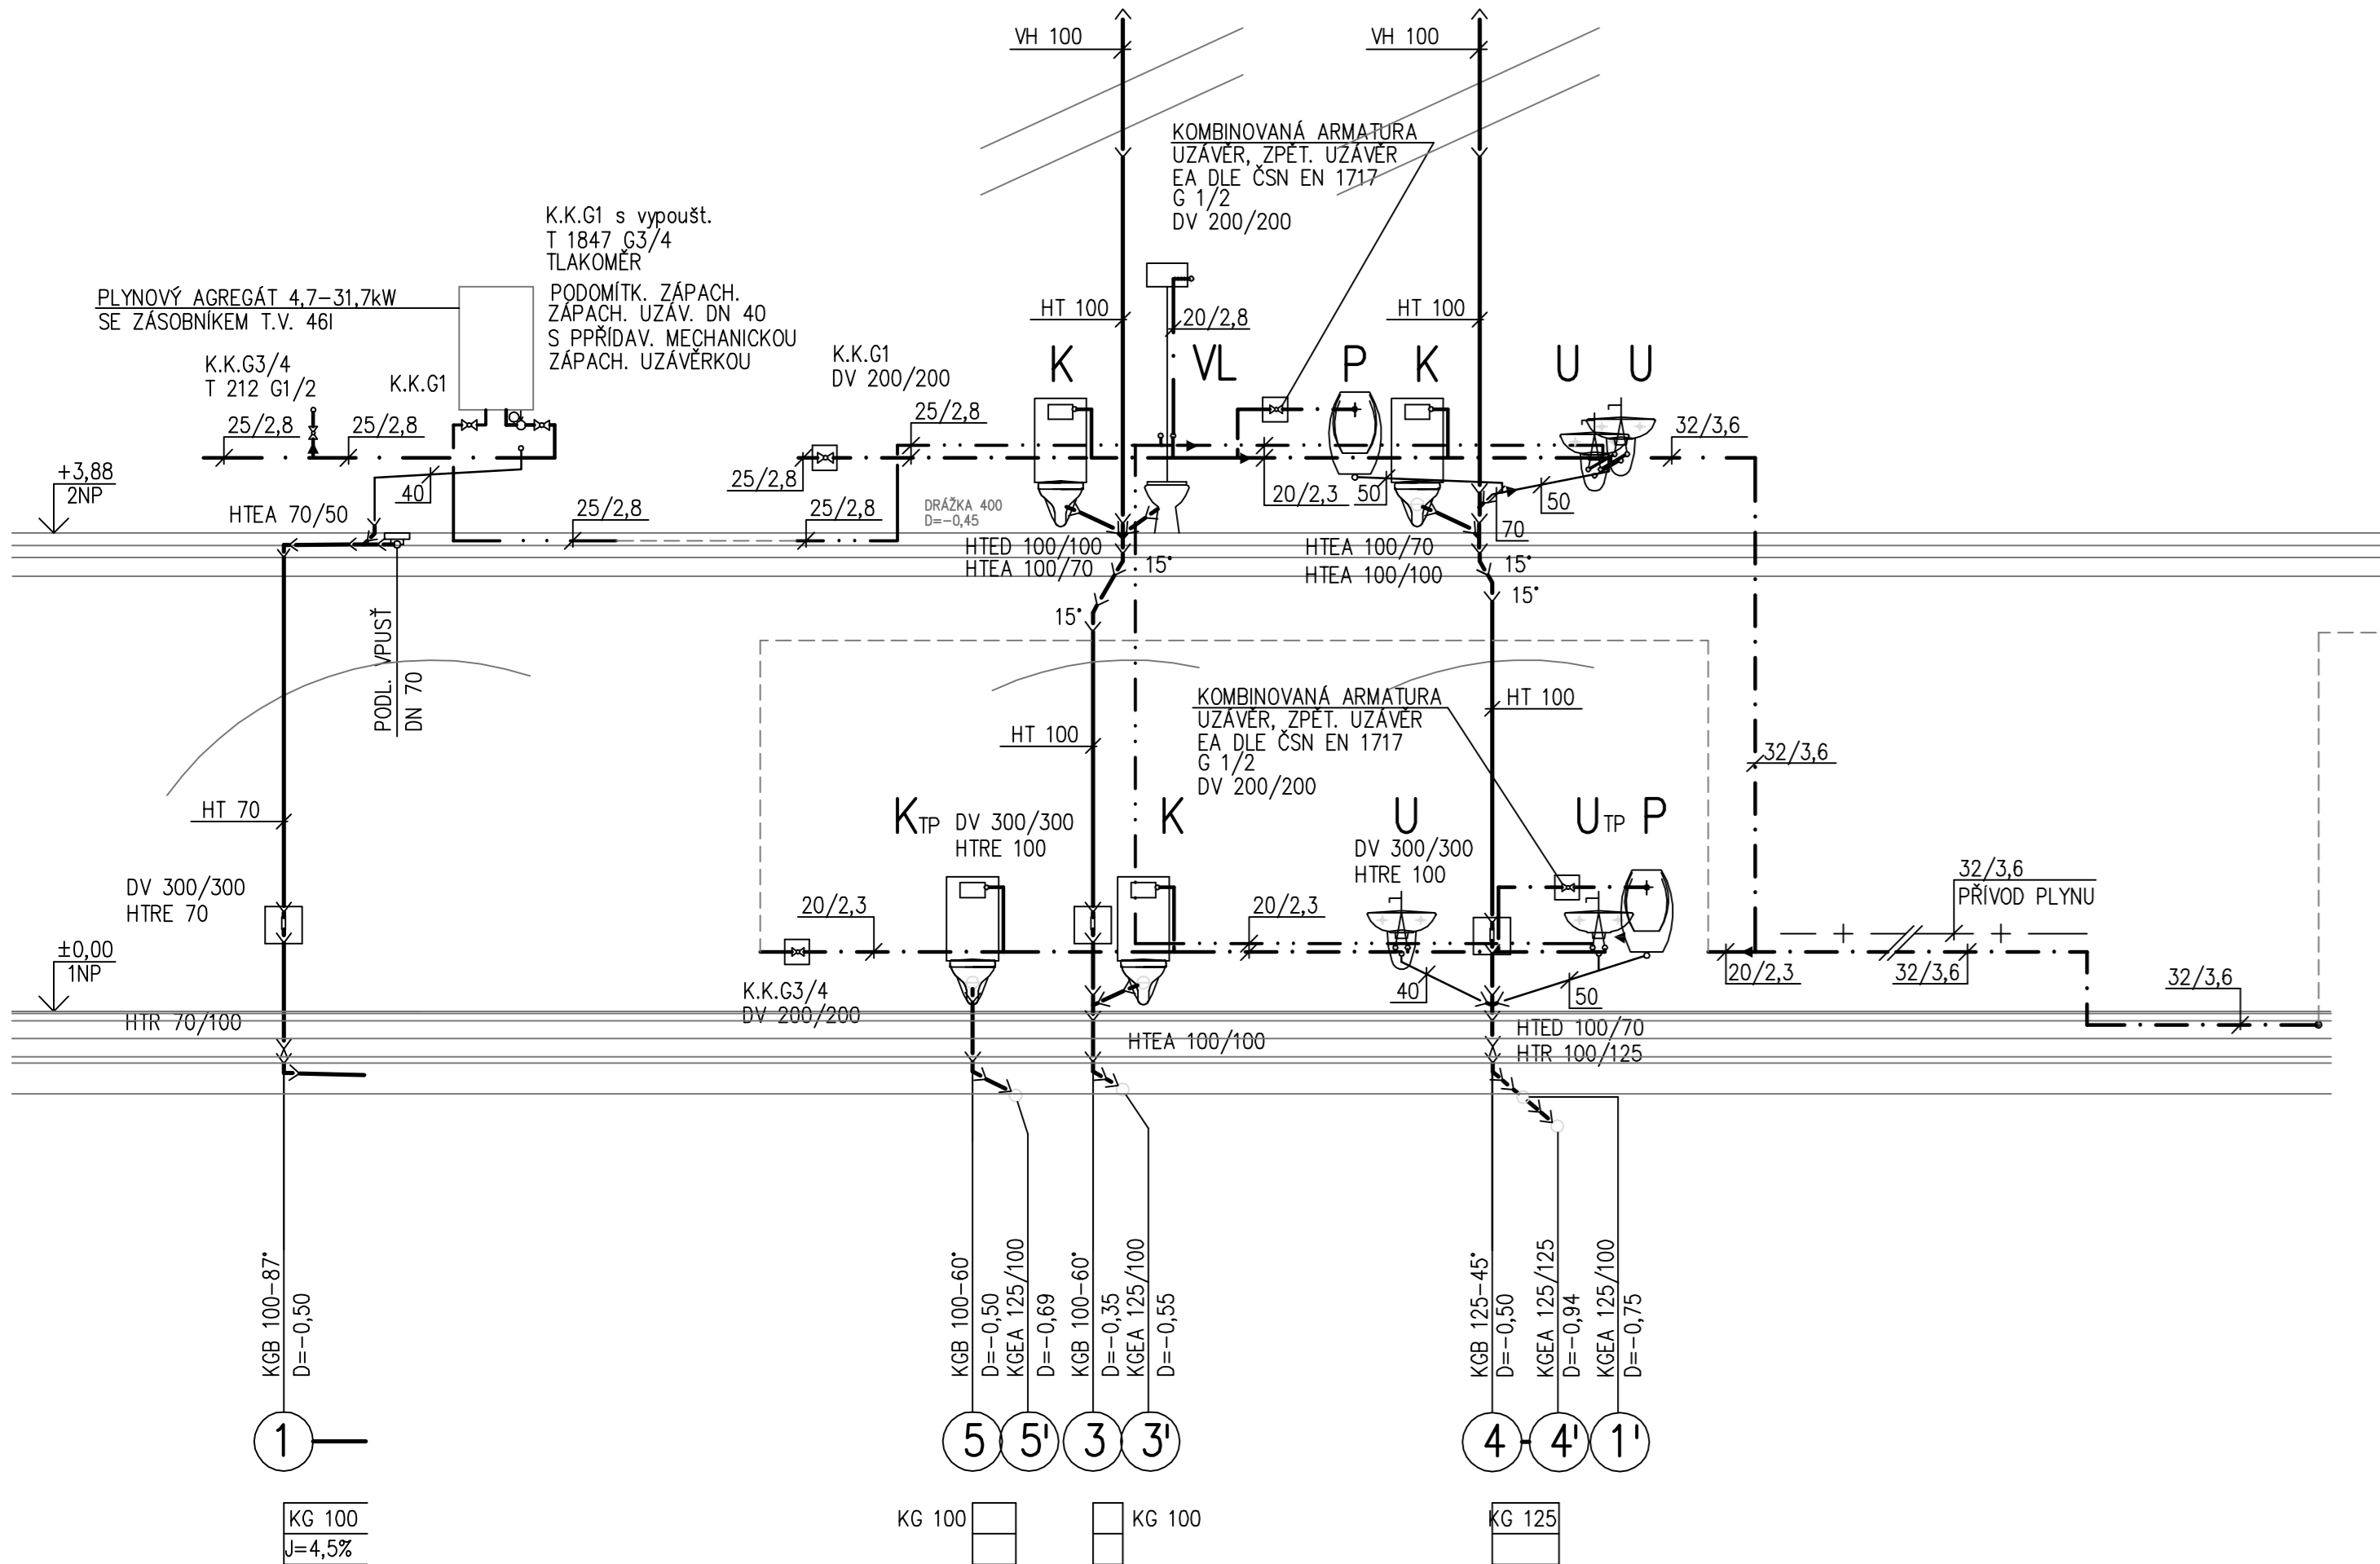 VH 100
VH 100
KOMBINOVANÁ ARMATURA
UZÁVĚR, ZPĚT. UZÁVĚR
EA DLE ČSN EN 1717
G 1/2
DV 200/200
K.K.G1 s vypoušt.
T 1847 G3/4
TLAKOMĚR
PLYNOVÝ AGREGÁT 4,7-31,7kW
SE ZÁSOBNÍKEM T.V. 46l
PODOMÍTK. ZÁPACH.
ZÁPACH. UZÁV. DN 40
S PPŘÍDAV. MECHANICKOU
ZÁPACH. UZÁVĚRKOU
HT 100
20/2,8
HT 100
K.K.G3/4
T 212 G1/2
K.K.G1
K.K.G1
DV 200/200
K
VL
P
K
U
U
25/2,8
25/2,8
25/2,8
32/3,6
+3,88
2NP
40
25/2,8
20/2,3
50
50
HTEA 70/50
25/2,8
25/2,8
DRÁŽKA 400
D=-0,45
70
HTED 100/100
HTEA 100/70
15°
HTEA 100/70
HTEA 100/100
15°
15°
15°
PODL. VPUSŤ
DN 70
KOMBINOVANÁ ARMATURA
UZÁVĚR, ZPĚT. UZÁVĚR
EA DLE ČSN EN 1717
G 1/2
DV 200/200
HT 100
HT 100
32/3,6
HT 70
KTP
DV 300/300
HTRE 100
K
U
DV 300/300
HTRE 100
UTP
P
DV 300/300
HTRE 70
20/2,3
20/2,3
32/3,6
PŘÍVOD PLYNU
±0,00
1NP
K.K.G3/4
DV 200/200
40
50
20/2,3
32/3,6
32/3,6
HTR 70/100
HTEA 100/100
HTED 100/70
HTR 100/125
KGB 100-87°
D=-0,50
KGB 100-60°
D=-0,50
KGEA 125/100
D=-0,69
KGB 100-60°
D=-0,35
KGEA 125/100
D=-0,55
KGB 125-45°
D=-0,50
KGEA 125/125
D=-0,94
KGEA 125/100
D=-0,75
1
5
5'
3
3'
4
4'
1'
KG 100
J=4,5%
KG 100
KG 100
KG 125